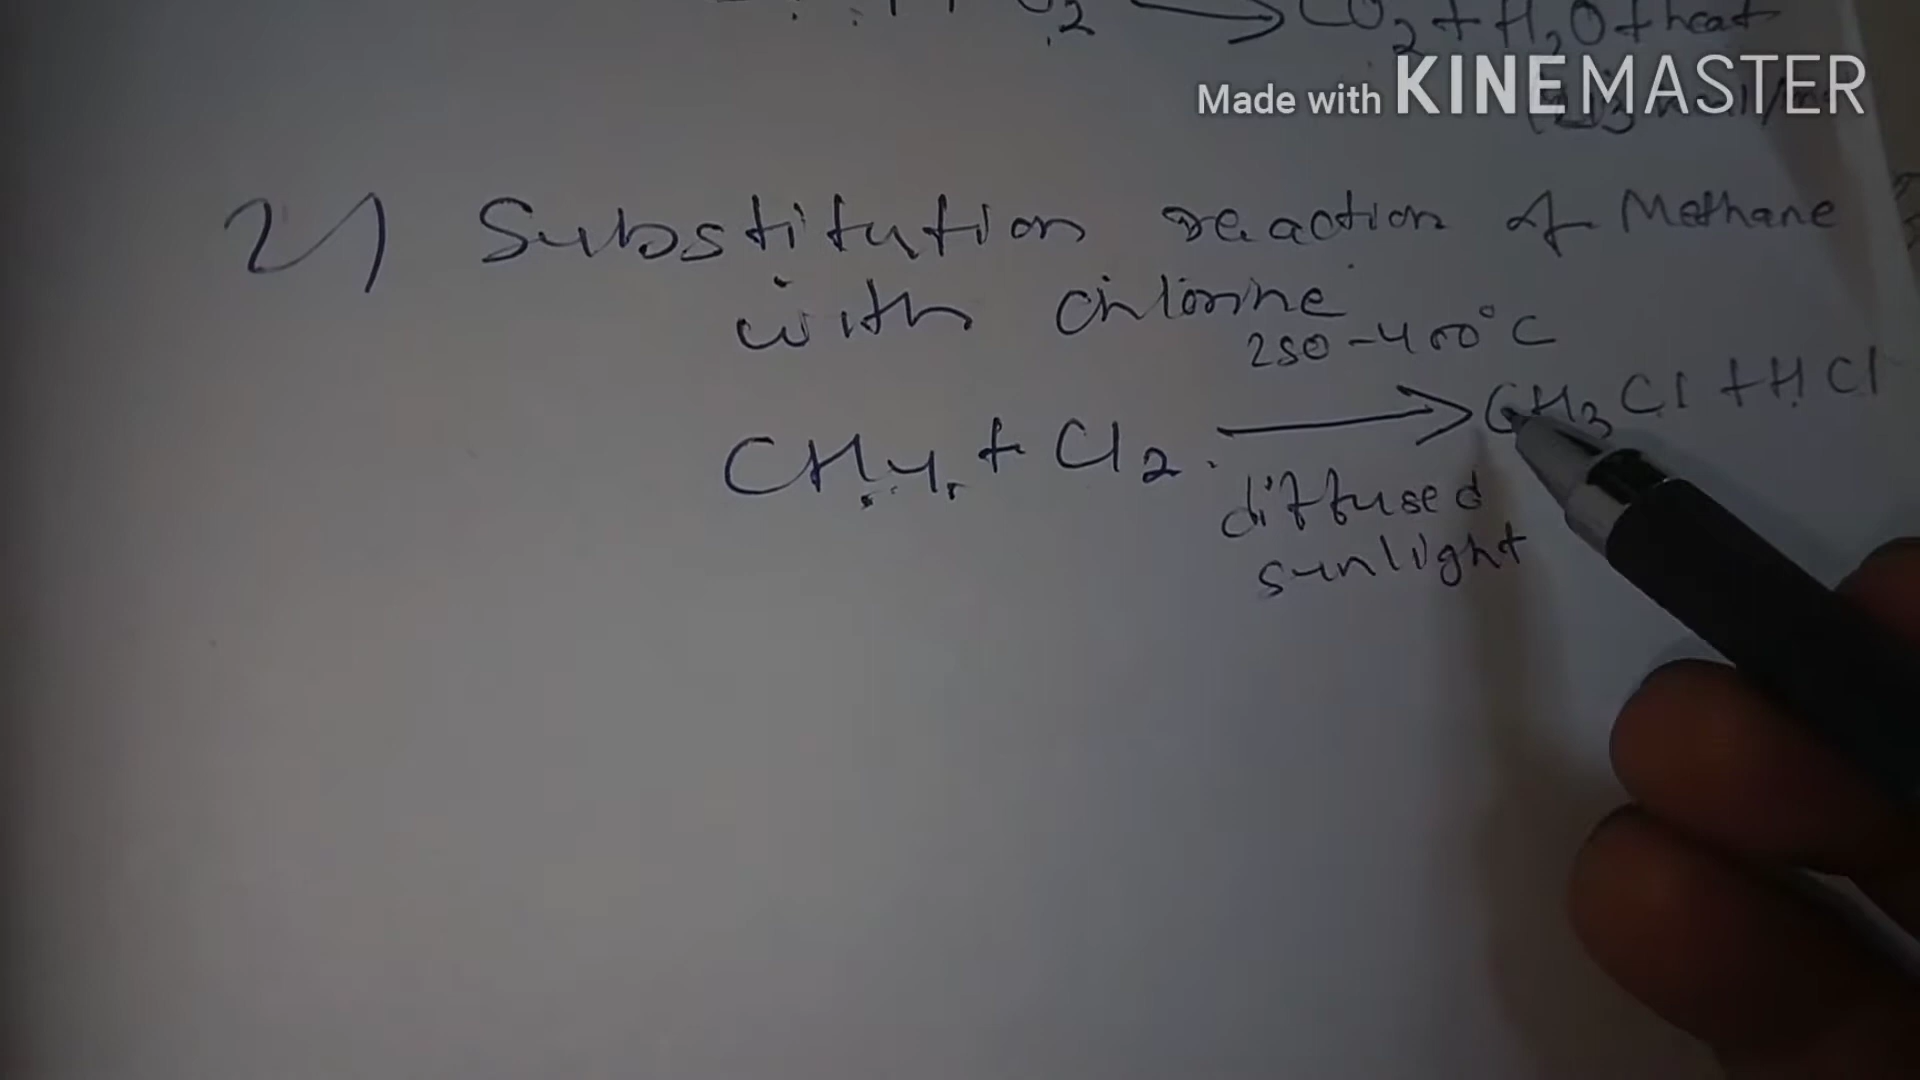 2 → CO2 + H2O + heat
Made with KINEMASTER
2) Substitution reaction of Methane
with chlorine
250-400°C
CH4 + Cl2 → CH3Cl + HCl
diffused
sunlight